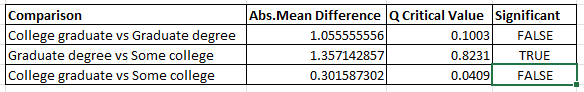 Comparison Abs.Mean Difference Q Critical Value Significant
College graduate vs Graduate degree 1.055555556 0.1003 FALSE
Graduate degree vs Some college 1.357142857 0.8231 TRUE
College graduate vs Some college 0.301587302 0.0409 FALSE